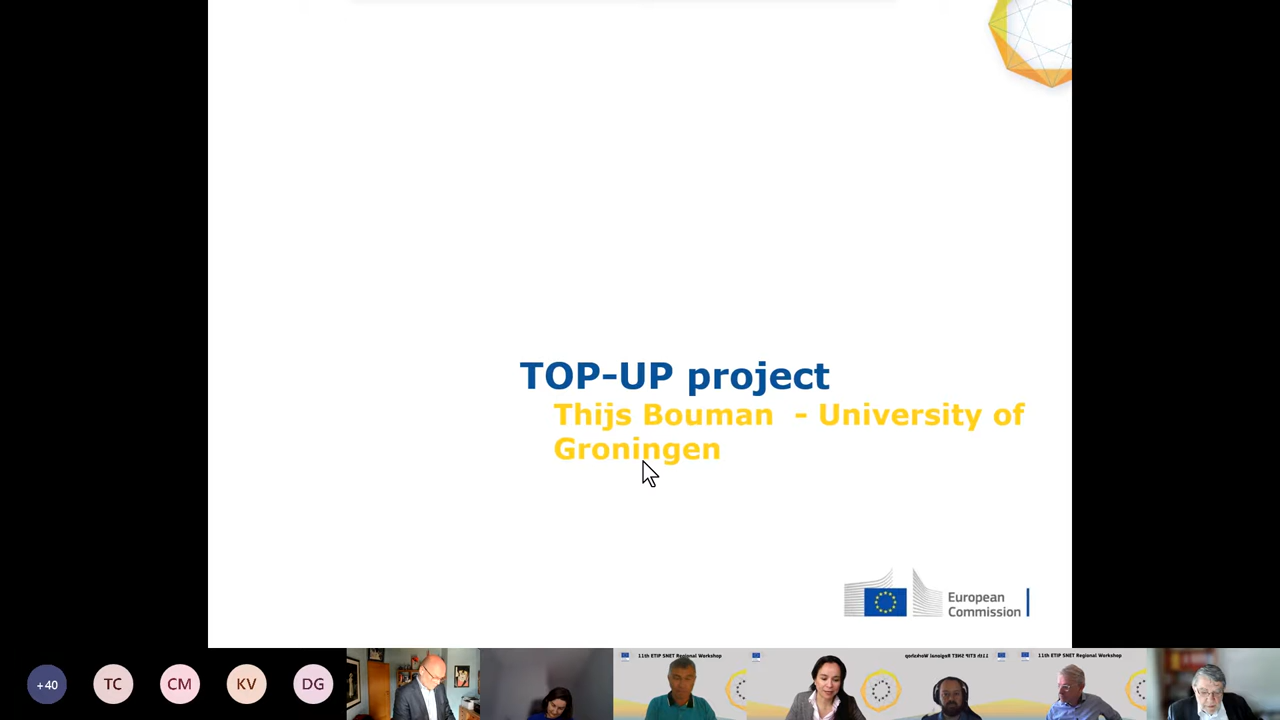 TOP-UP project
Thijs Bouman - University of
Groningen
European
Commission
+40
TC
CM
KV
DG
11th ETIP SNET Regional Workshop
11th ETIP SNET Regional Workshop
11th ETIP SNET Regional Workshop